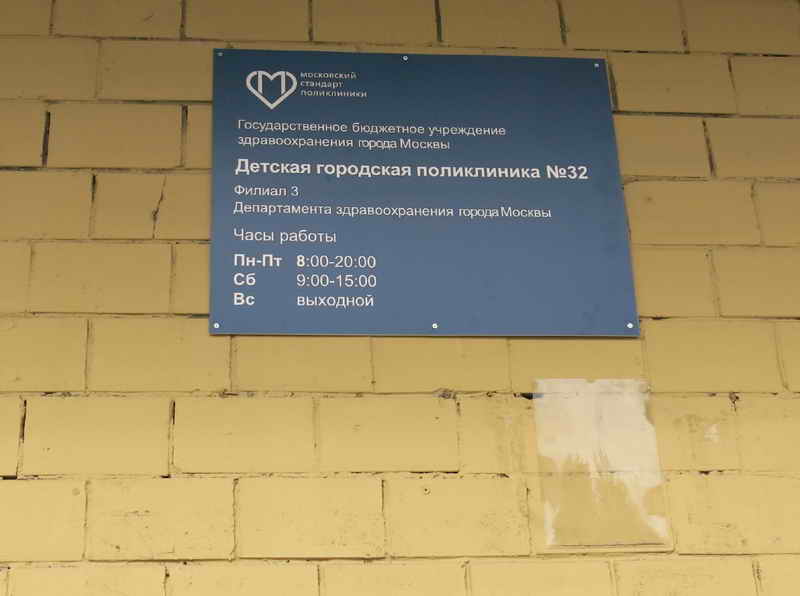 московский
стандарт
поликлиники
Государственное бюджетное учреждение
здравоохранения города Москвы
Детская городская поликлиника №32
Филиал 3
Департамента здравоохранения города Москвы
Часы работы
Пн-Пт 8:00-20:00
Сб 9:00-15:00
Вс выходной